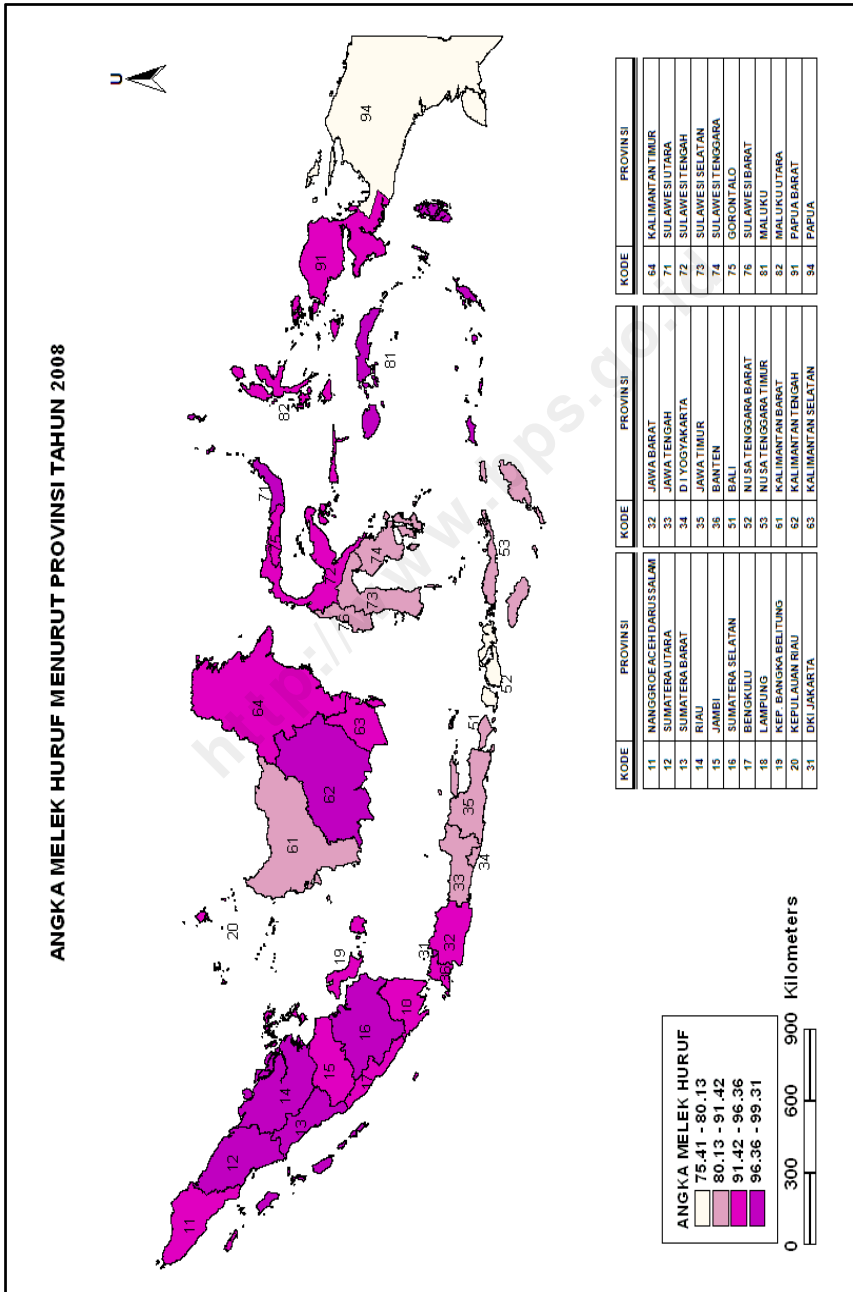 ANGKA MELEK HURUF MENURUT PROVINSI TAHUN 2008
U
11
12
13
14
15
16
17
18
19
20
31
32
33
34
35
36
51
52
53
61
62
63
64
71
72
73
74
75
76
81
82
91
94
http://www.bps.go.id
ANGKA MELEK HURUF
75.41 - 80.13
80.13 - 91.42
91.42 - 96.36
96.36 - 99.31
0 300 600 900 Kilometers
KODE PROVINSI
11 NANGGROE ACEH DARUSSALAM
12 SUMATERA UTARA
13 SUMATERA BARAT
14 RIAU
15 JAMBI
16 SUMATERA SELATAN
17 BENGKULU
18 LAMPUNG
19 KEP. BANGKA BELITUNG
20 KEPULAUAN RIAU
31 DKI JAKARTA
KODE PROVINSI
32 JAWA BARAT
33 JAWA TENGAH
34 D I YOGYAKARTA
35 JAWA TIMUR
36 BANTEN
51 BALI
52 NUSA TENGGARA BARAT
53 NUSA TENGGARA TIMUR
61 KALIMANTAN BARAT
62 KALIMANTAN TENGAH
63 KALIMANTAN SELATAN
KODE PROVINSI
64 KALIMANTAN TIMUR
71 SULAWESI UTARA
72 SULAWESI TENGAH
73 SULAWESI SELATAN
74 SULAWESI TENGGARA
75 GORONTALO
76 SULAWESI BARAT
81 MALUKU
82 MALUKU UTARA
91 PAPUA BARAT
94 PAPUA